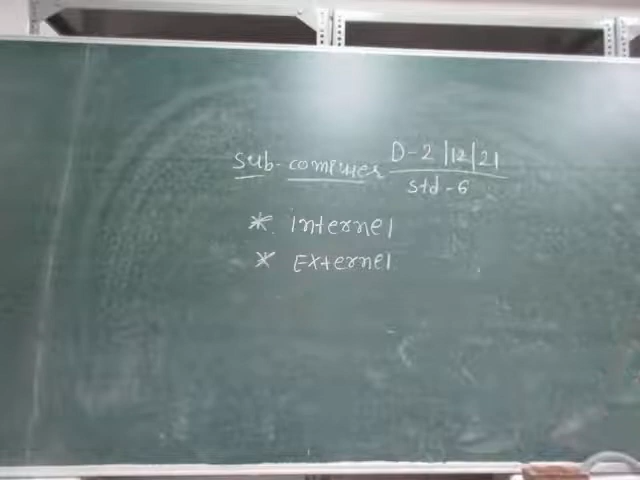 Sub- computer D-2/12/21
std-6
* Internel
* Externel